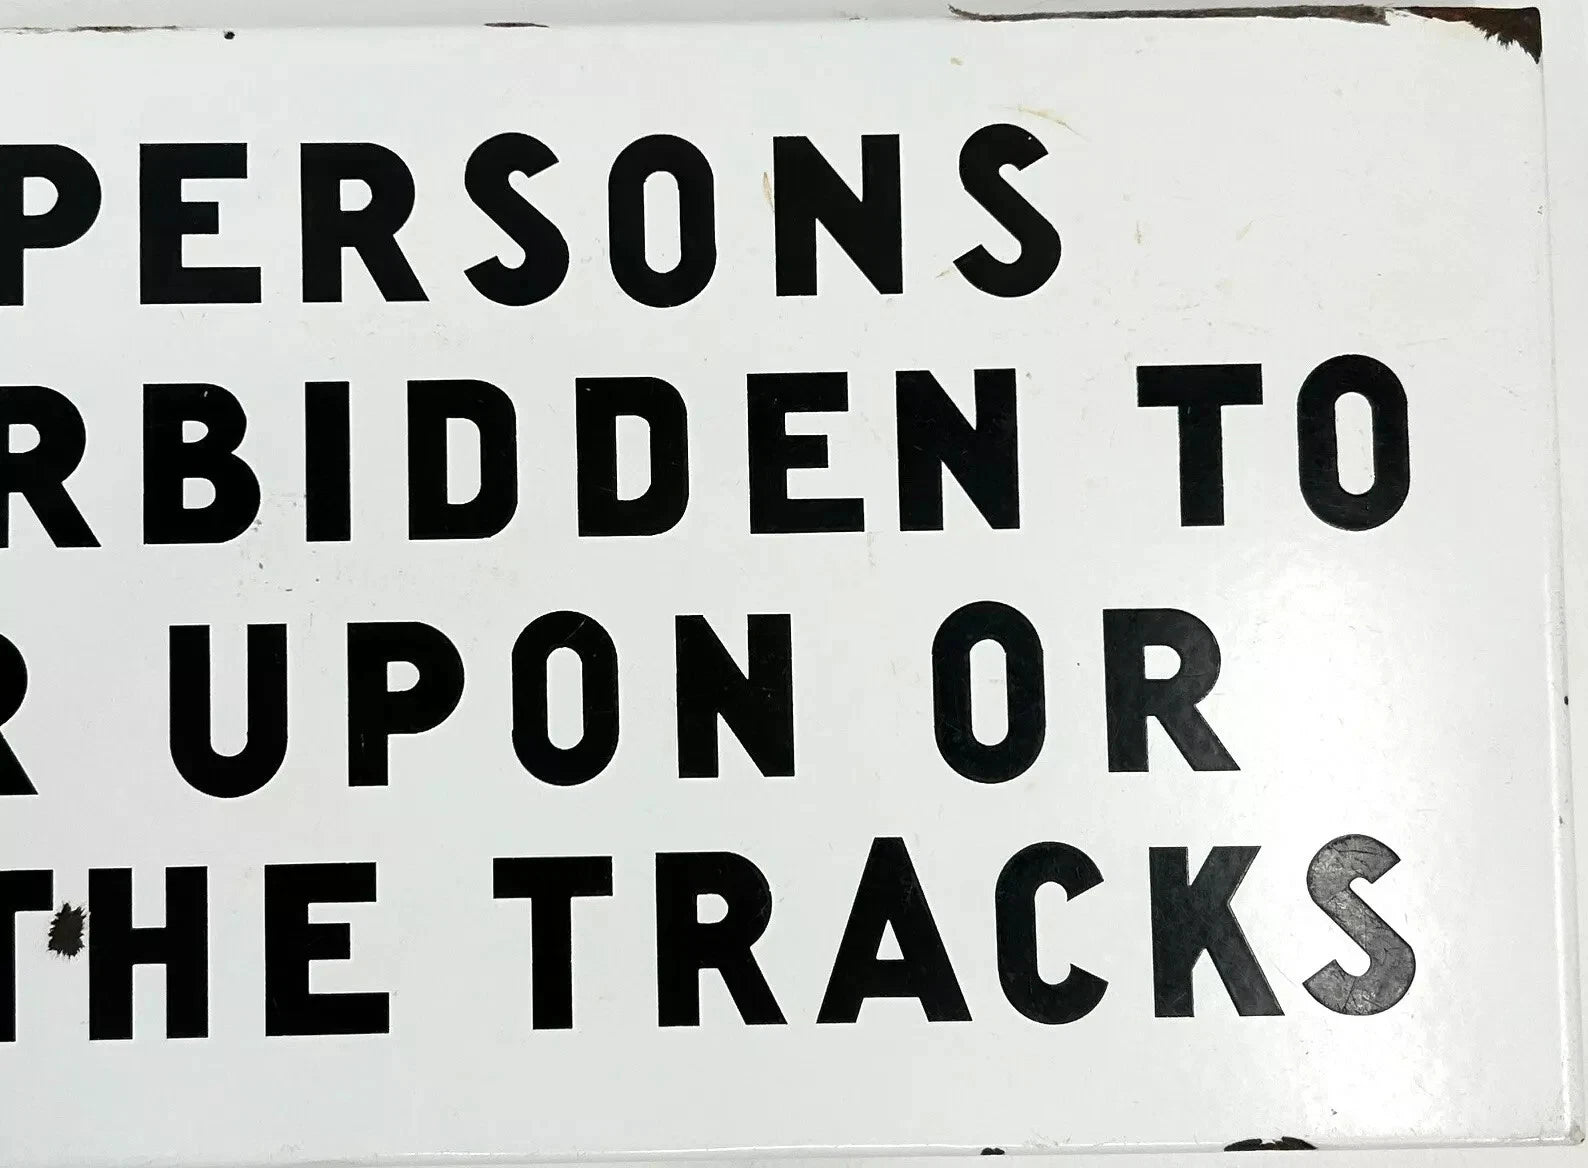 PERSONS
RBIDDEN TO
R UPON OR
THE TRACKS